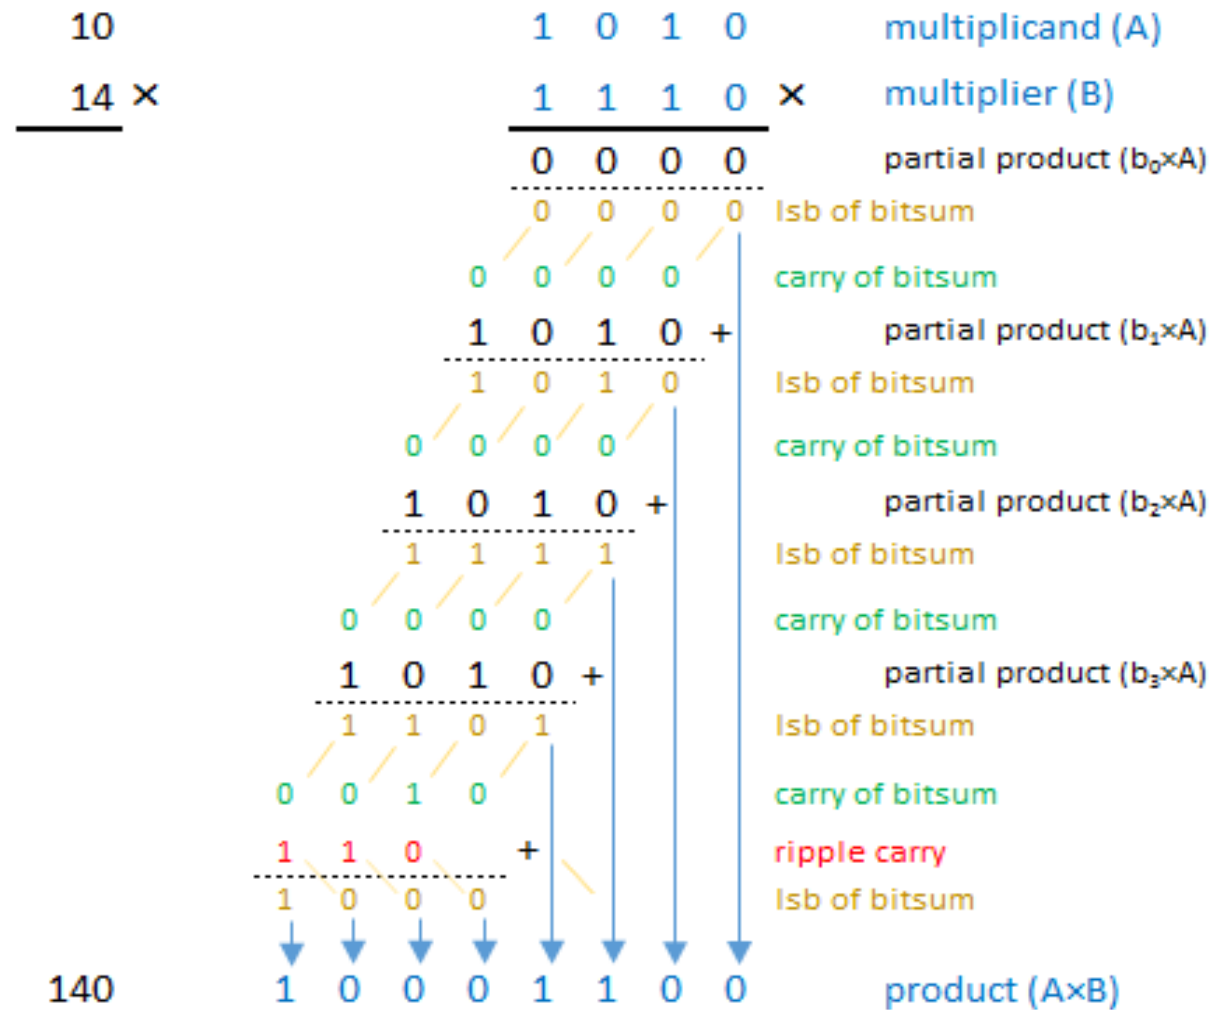 10 1 0 1 0 multiplicand (A)
14 × 1 1 1 0 × multiplier (B)
0 0 0 0 partial product (b₀×A)
0 0 0 0 lsb of bitsum
0 0 0 0 carry of bitsum
1 0 1 0 + partial product (b₁×A)
1 0 1 0 lsb of bitsum
0 0 0 0 carry of bitsum
1 0 1 0 + partial product (b₂×A)
1 1 1 1 lsb of bitsum
0 0 0 0 carry of bitsum
1 0 1 0 + partial product (b₃×A)
1 1 0 1 lsb of bitsum
0 0 1 0 carry of bitsum
1 1 0 + ripple carry
1 0 0 0 lsb of bitsum
140 1 0 0 0 1 1 0 0 product (A×B)